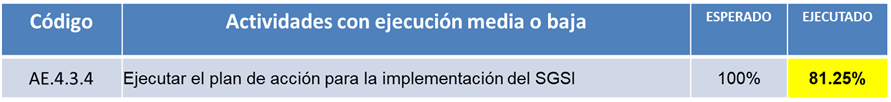 Código Actividades con ejecución media o baja ESPERADO EJECUTADO
AE.4.3.4 Ejecutar el plan de acción para la implementación del SGSI 100% 81.25%